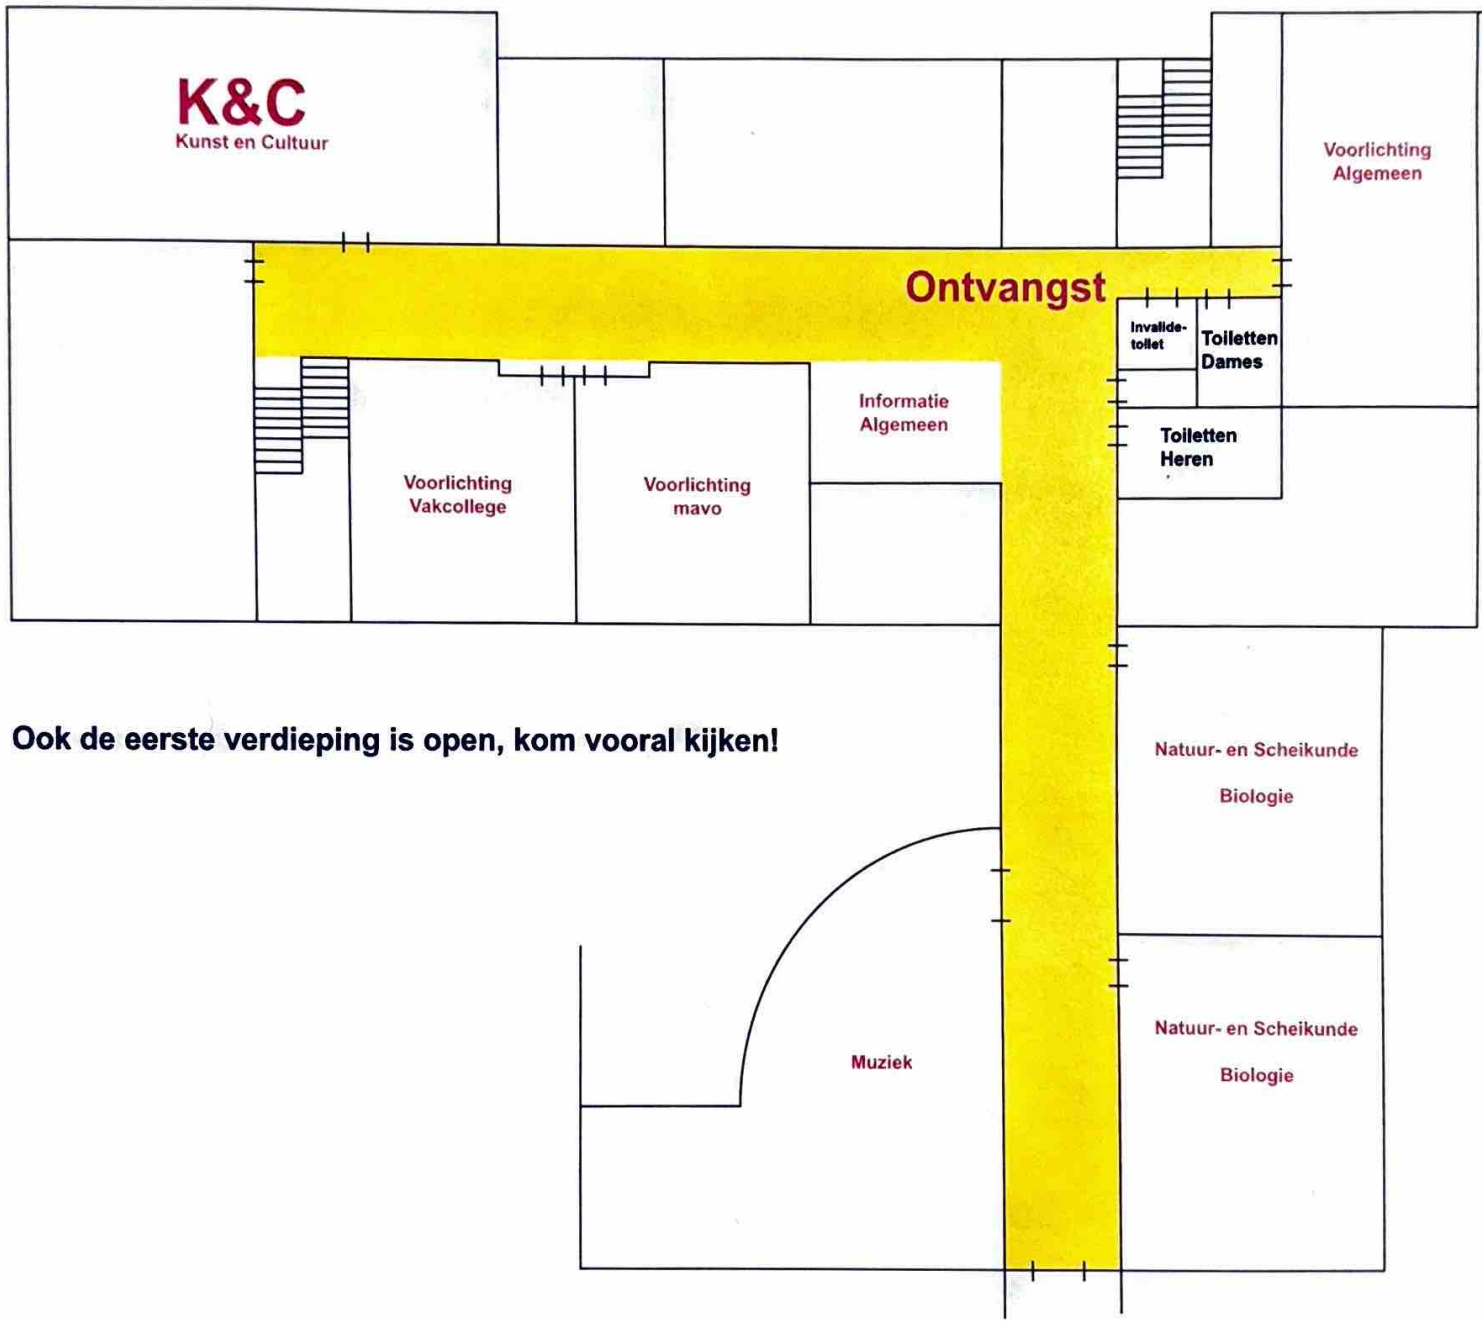 K&C
Kunst en Cultuur
Voorlichting
Algemeen
Ontvangst
Invalide-
toilet
Toiletten
Dames
Informatie
Algemeen
Toiletten
Heren
Voorlichting
Vakcollege
Voorlichting
mavo
Ook de eerste verdieping is open, kom vooral kijken!
Natuur- en Scheikunde
Biologie
Natuur- en Scheikunde
Biologie
Muziek